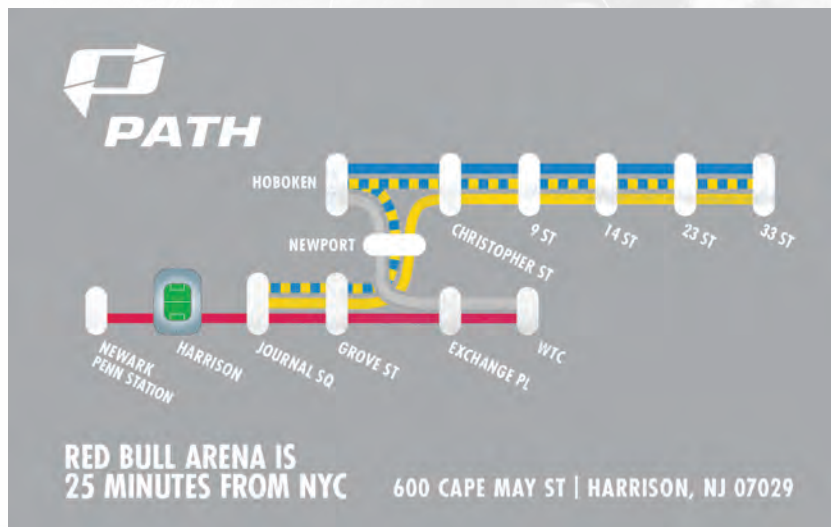 PATH
HOBOKEN
CHRISTOPHER ST
9 ST
14 ST
23 ST
33 ST
NEWPORT
NEWARK
PENN STATION
HARRISON
JOURNAL SQ
GROVE ST
EXCHANGE PL
WTC
RED BULL ARENA IS
25 MINUTES FROM NYC
600 CAPE MAY ST | HARRISON, NJ 07029